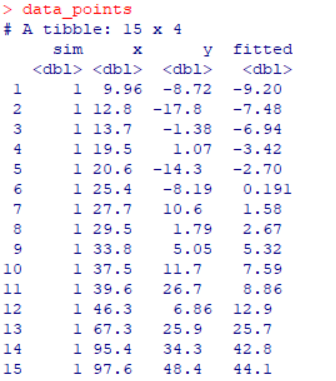 > data_points
# A tibble: 15 x 4
     sim     x      y  fitted
   <dbl> <dbl>  <dbl>   <dbl>
 1     1  9.96  -8.72  -9.20
 2     1 12.8  -17.8   -7.48
 3     1 13.7   -1.38  -6.94
 4     1 19.5    1.07  -3.42
 5     1 20.6  -14.3   -2.70
 6     1 25.4   -8.19   0.191
 7     1 27.7   10.6    1.58
 8     1 29.5    1.79   2.67
 9     1 33.8    5.05   5.32
10     1 37.5   11.7    7.59
11     1 39.6   26.7    8.86
12     1 46.3    6.86  12.9
13     1 67.3   25.9   25.7
14     1 95.4   34.3   42.8
15     1 97.6   48.4   44.1